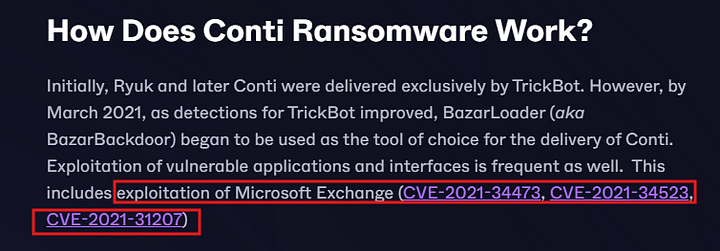 How Does Conti Ransomware Work?
Initially, Ryuk and later Conti were delivered exclusively by TrickBot. However, by
March 2021, as detections for TrickBot improved, BazarLoader (aka
BazarBackdoor) began to be used as the tool of choice for the delivery of Conti.
Exploitation of vulnerable applications and interfaces is frequent as well.  This
includes exploitation of Microsoft Exchange (CVE-2021-34473, CVE-2021-34523,
CVE-2021-31207)